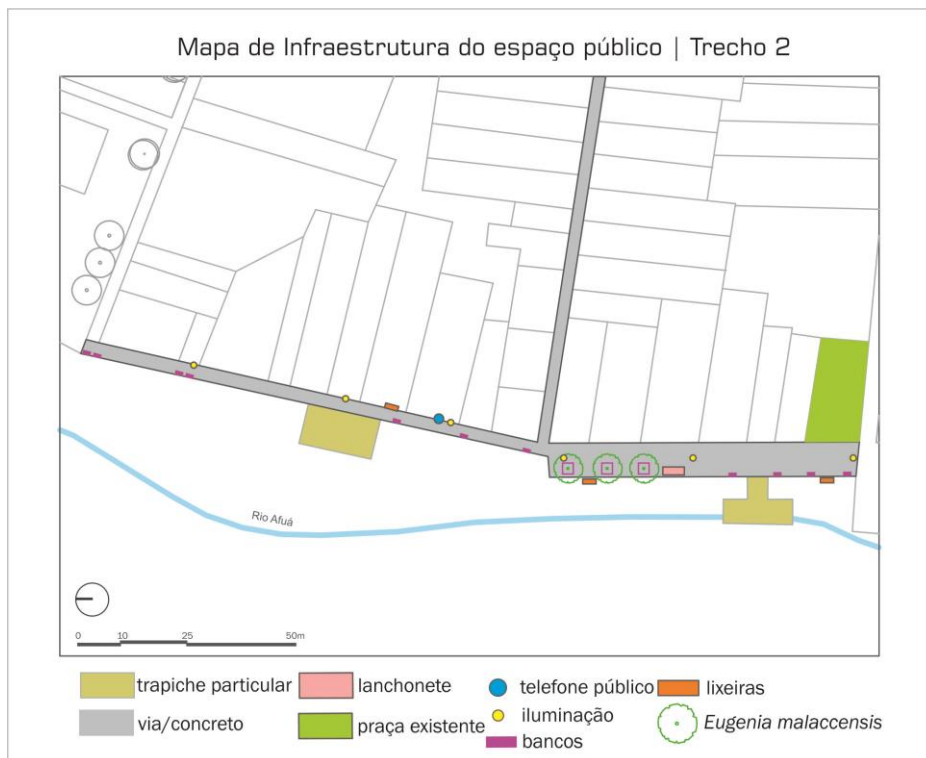 Mapa de Infraestrutura do espaço público | Trecho 2
Rio Afuá
0 10 25 50m
trapiche particular
lanchonete
telefone público
lixeiras
via/concreto
praça existente
iluminação
Eugenia malaccensis
bancos